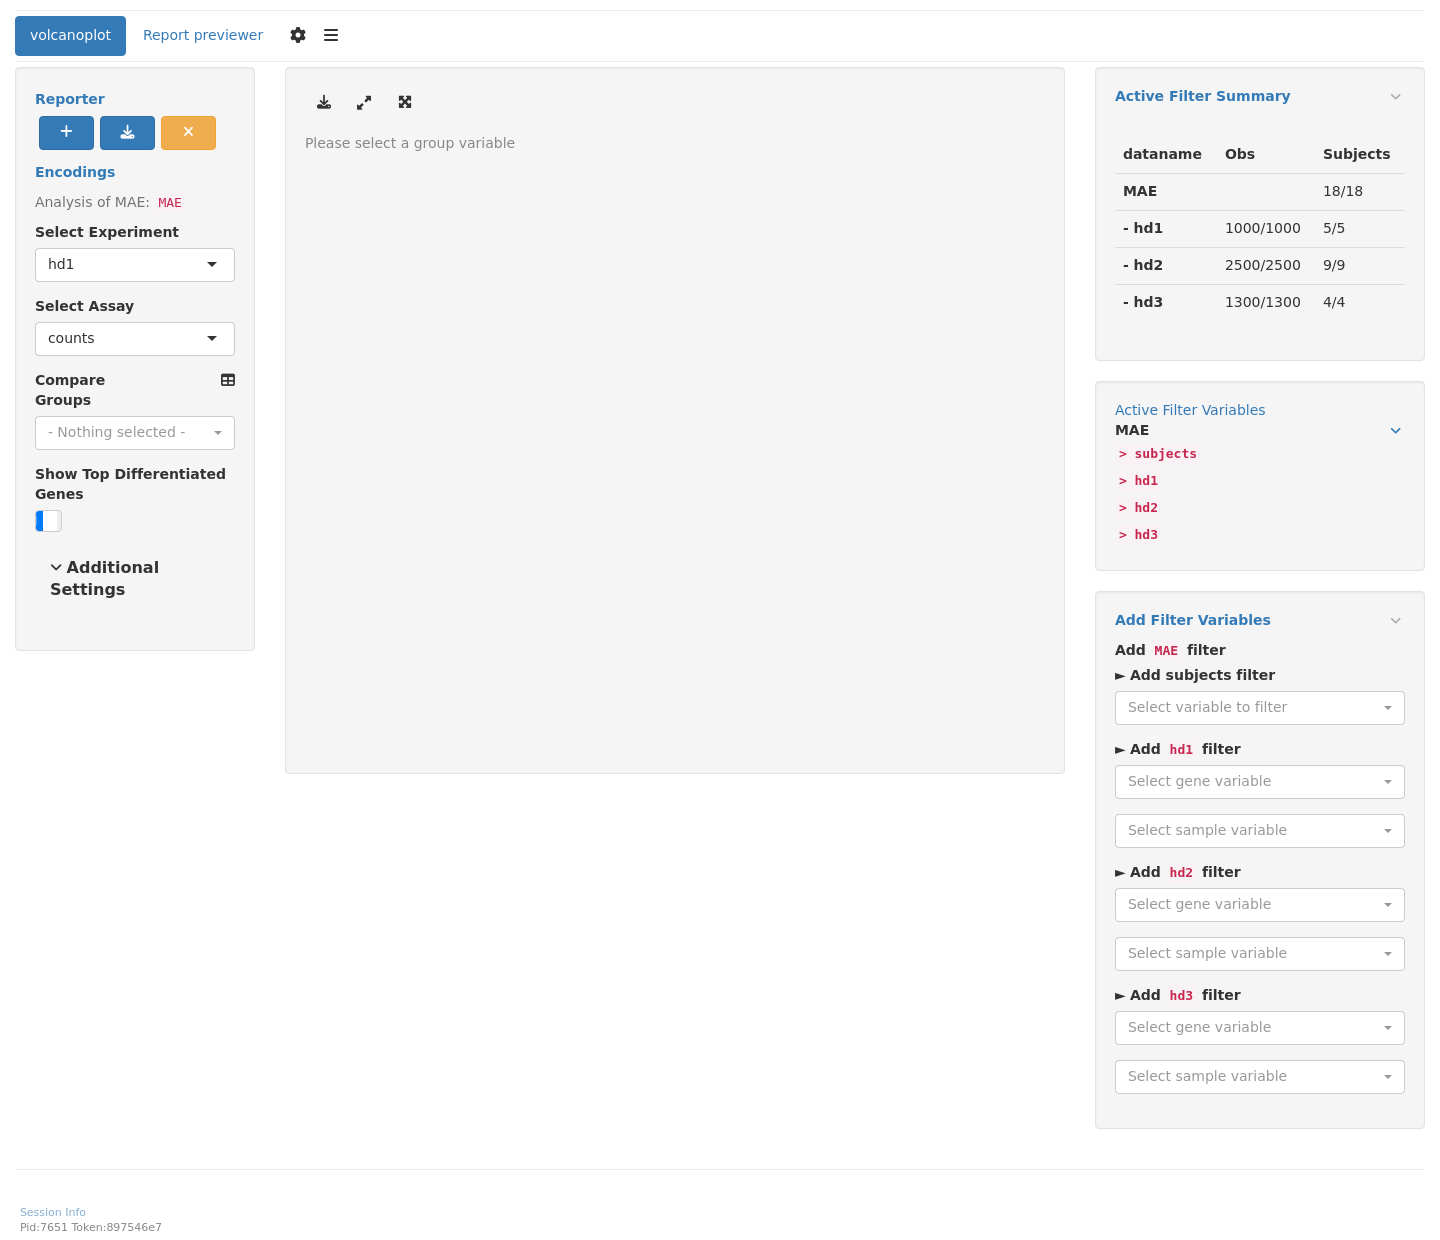 volcanoplot
Report previewer
Reporter
Encodings
Analysis of MAE: MAE
Select Experiment
hd1
Select Assay
counts
Compare
Groups
- Nothing selected -
Show Top Differentiated
Genes
Additional
Settings
Please select a group variable
Active Filter Summary
dataname Obs Subjects
MAE 18/18
- hd1 1000/1000 5/5
- hd2 2500/2500 9/9
- hd3 1300/1300 4/4
Active Filter Variables
MAE
> subjects
> hd1
> hd2
> hd3
Add Filter Variables
Add MAE filter
► Add subjects filter
Select variable to filter
► Add hd1 filter
Select gene variable
Select sample variable
► Add hd2 filter
Select gene variable
Select sample variable
► Add hd3 filter
Select gene variable
Select sample variable
Session Info
Pid:7651 Token:897546e7